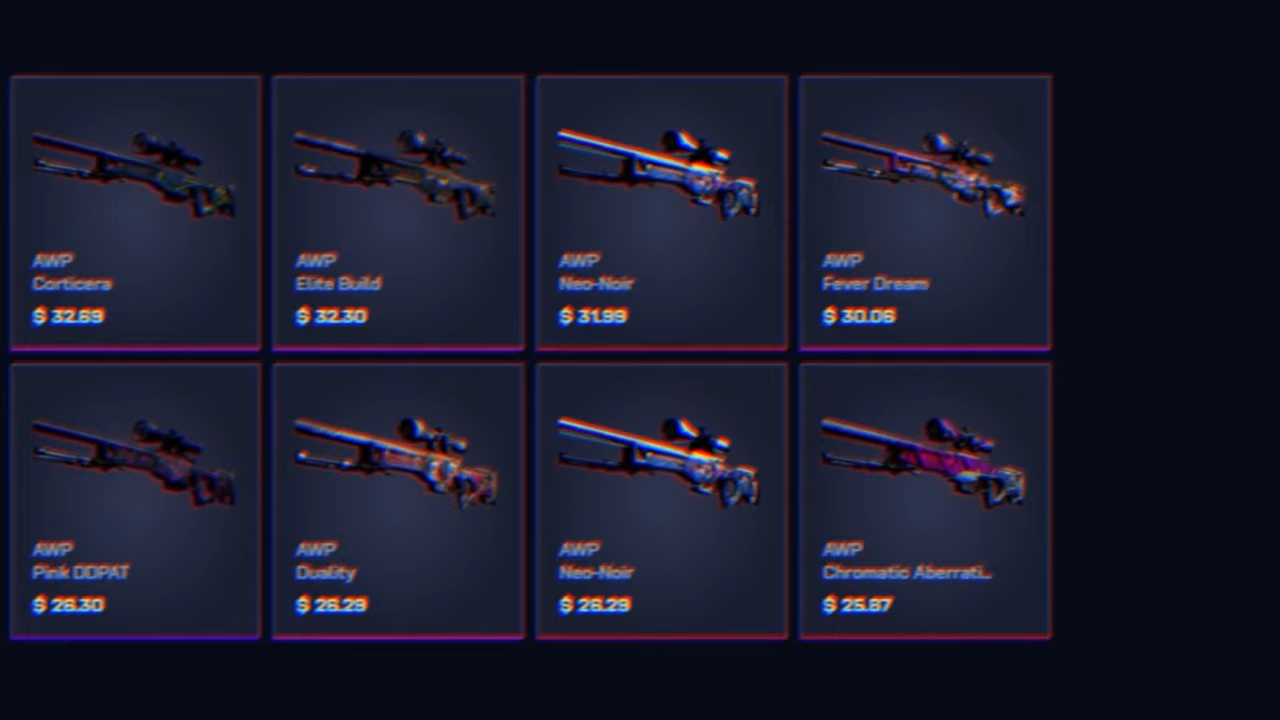 AWP
Corticera
$ 32.69
AWP
Elite Build
$ 32.30
AWP
Neo-Noir
$ 31.99
AWP
Fever Dream
$ 30.06
AWP
Pink DDPAT
$ 26.30
AWP
Duality
$ 26.29
AWP
Neo-Noir
$ 26.29
AWP
Chromatic Aberrati...
$ 25.87